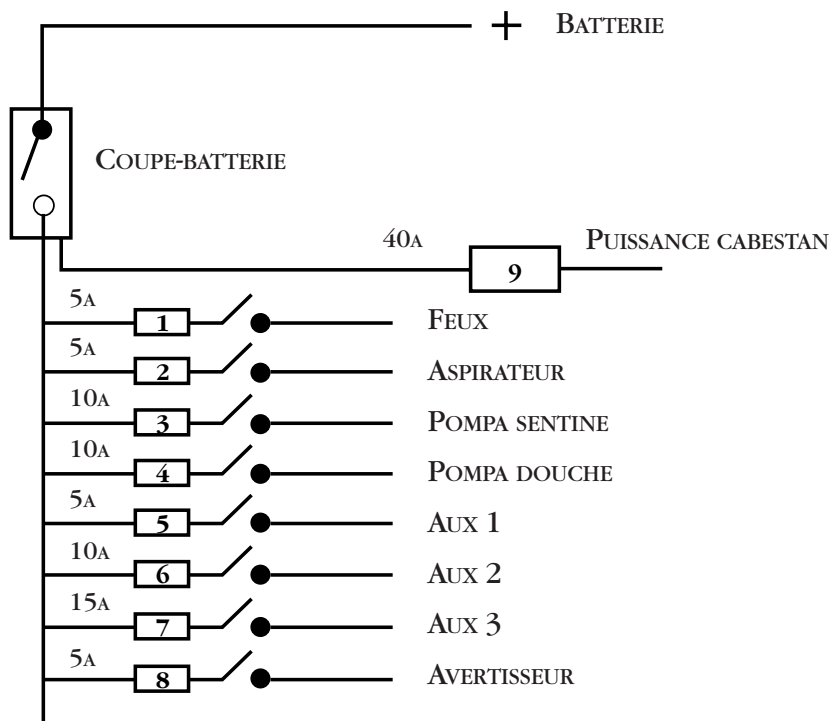 + Batterie
Coupe-batterie
40A 9 Puissance cabestan
5A 1 Feux
5A 2 Aspirateur
10A 3 Pompa sentine
10A 4 Pompa douche
5A 5 Aux 1
10A 6 Aux 2
15A 7 Aux 3
5A 8 Avertisseur